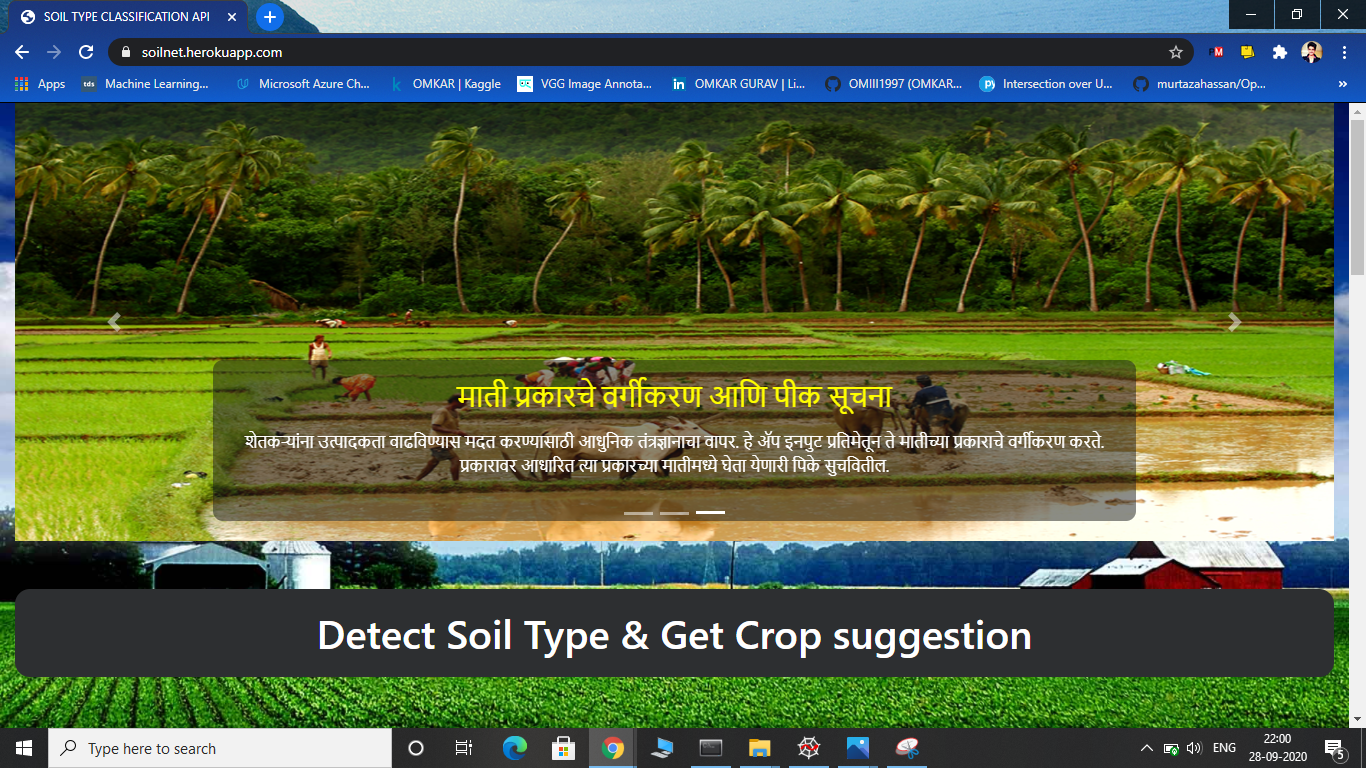 SOIL TYPE CLASSIFICATION API
soilnet.herokuapp.com
Apps
Machine Learning...
Microsoft Azure Ch...
OMKAR | Kaggle
VGG Image Annota...
OMKAR GURAV | Li...
OMIII1997 (OMKAR...
Intersection over U...
murtazahassan/Op...
माती प्रकारचे वर्गीकरण आणि पीक सूचना
शेतकऱ्यांना उत्पादकता वाढविण्यास मदत करण्यासाठी आधुनिक तंत्रज्ञानाचा वापर. हे अ‍ॅप इनपुट प्रतिमेतून ते मातीच्या प्रकाराचे वर्गीकरण करते.
प्रकारावर आधारित त्या प्रकारच्या मातीमध्ये घेता येणारी पिके सुचवितील.
Detect Soil Type & Get Crop suggestion
Type here to search
ENG
22:00
28-09-2020
5